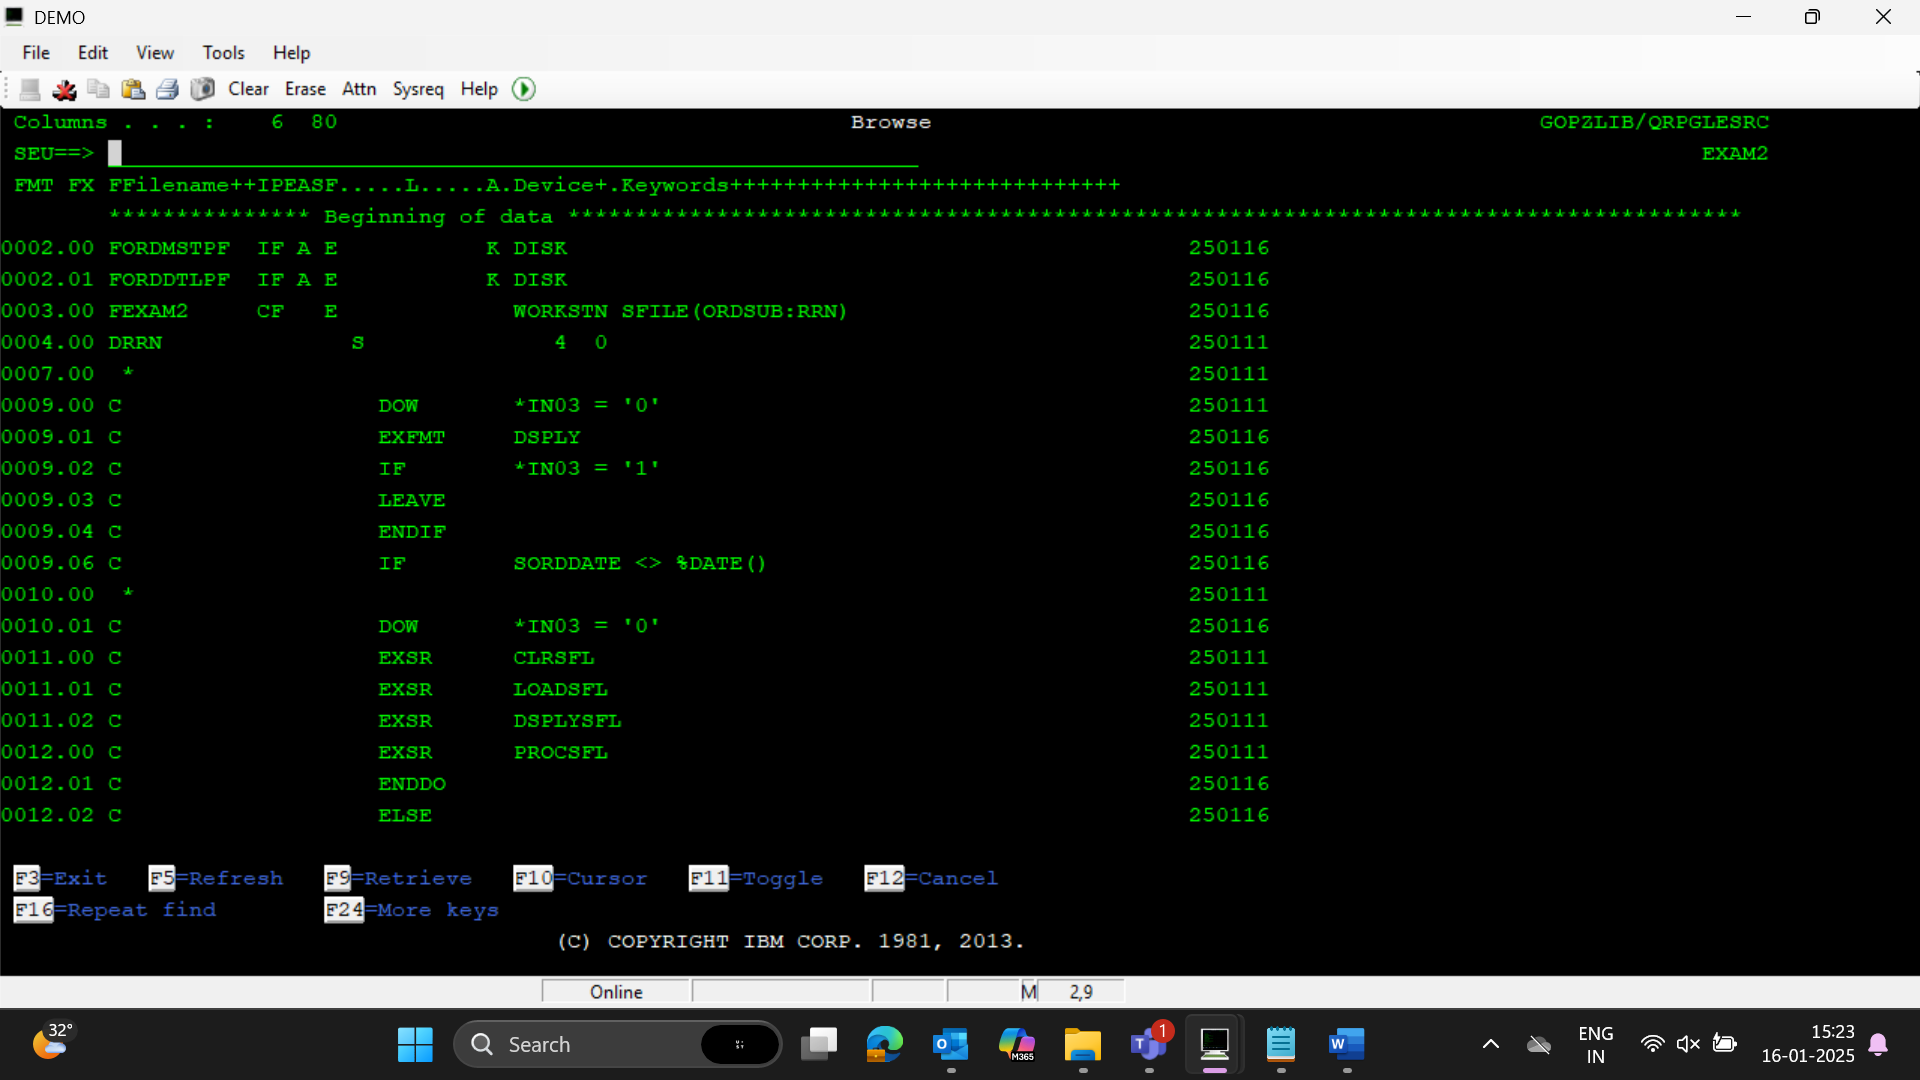 DEMO
File Edit View Tools Help
Clear Erase Attn Sysreq Help
Columns . . . :    6  80                                      Browse                                             GOPZLIB/QRPGLESRC
SEU==>                                                                                                                       EXAM2
FMT FX FFilename++IPEASF.....L.....A.Device+.Keywords+++++++++++++++++++++++++++++
*************** Beginning of data ***************************************************************************************
0002.00 FORDMSTPF  IF A E           K DISK                                              250116
0002.01 FORDDTLPF  IF A E           K DISK                                              250116
0003.00 FEXAM2     CF   E             WORKSTN SFILE(ORDSUB:RRN)                         250116
0004.00 DRRN              S              4  0                                           250111
0007.00  *                                                                              250111
0009.00 C                   DOW       *IN03 = '0'                                       250111
0009.01 C                   EXFMT     DSPLY                                             250116
0009.02 C                   IF        *IN03 = '1'                                       250116
0009.03 C                   LEAVE                                                       250116
0009.04 C                   ENDIF                                                       250116
0009.06 C                   IF        SORDDATE <> %DATE()                               250116
0010.00  *                                                                              250111
0010.01 C                   DOW       *IN03 = '0'                                       250116
0011.00 C                   EXSR      CLRSFL                                            250111
0011.01 C                   EXSR      LOADSFL                                           250111
0011.02 C                   EXSR      DSPLYSFL                                          250111
0012.00 C                   EXSR      PROCSFL                                           250111
0012.01 C                   ENDDO                                                       250116
0012.02 C                   ELSE                                                        250116
F3=Exit   F5=Refresh   F9=Retrieve   F10=Cursor   F11=Toggle   F12=Cancel
F16=Repeat find        F24=More keys
(C) COPYRIGHT IBM CORP. 1981, 2013.
Online M 2,9
32° Search M365 1 ENG IN 15:23 16-01-2025